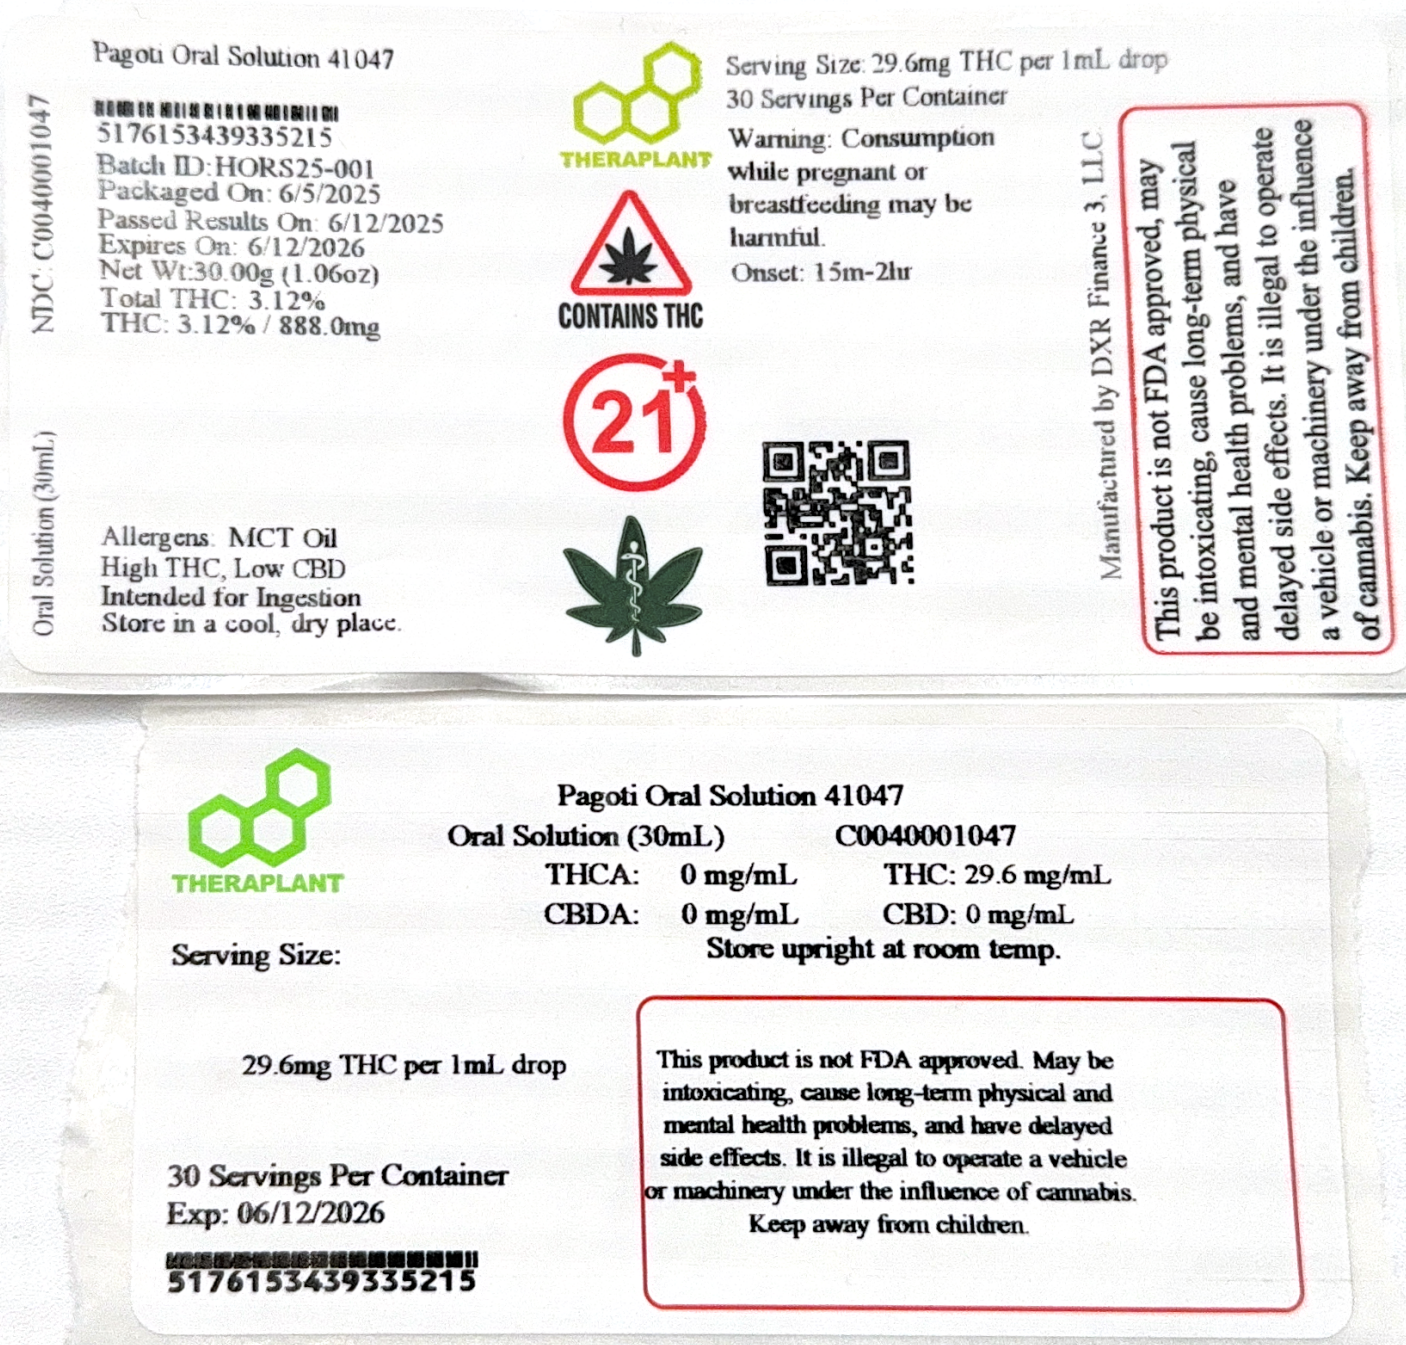 Pagoti Oral Solution 41047
5176153439335215
Batch ID:HORS25-001
Packaged On: 6/5/2025
Passed Results On: 6/12/2025
Expires On: 6/12/2026
Net Wt:30.00g (1.06oz)
Total THC: 3.12%
THC: 3.12% / 888.0mg
NDC: C0040001047
Oral Solution (30mL)
Allergens: MCT Oil
High THC, Low CBD
Intended for Ingestion
Store in a cool, dry place.
THERAPLANT
CONTAINS THC
21+
Serving Size: 29.6mg THC per 1mL drop
30 Servings Per Container
Warning: Consumption
while pregnant or
breastfeeding may be
harmful.
Onset: 15m-2hr
Manufactured by DXR Finance 3, LLC.
This product is not FDA approved, may
be intoxicating, cause long-term physical
and mental health problems, and have
delayed side effects. It is illegal to operate
a vehicle or machinery under the influence
of cannabis. Keep away from children.
THERAPLANT
Pagoti Oral Solution 41047
Oral Solution (30mL) C0040001047
THCA: 0 mg/mL THC: 29.6 mg/mL
CBDA: 0 mg/mL CBD: 0 mg/mL
Store upright at room temp.
Serving Size:
29.6mg THC per 1mL drop
30 Servings Per Container
Exp: 06/12/2026
5176153439335215
This product is not FDA approved. May be
intoxicating, cause long-term physical and
mental health problems, and have delayed
side effects. It is illegal to operate a vehicle
or machinery under the influence of cannabis.
Keep away from children.